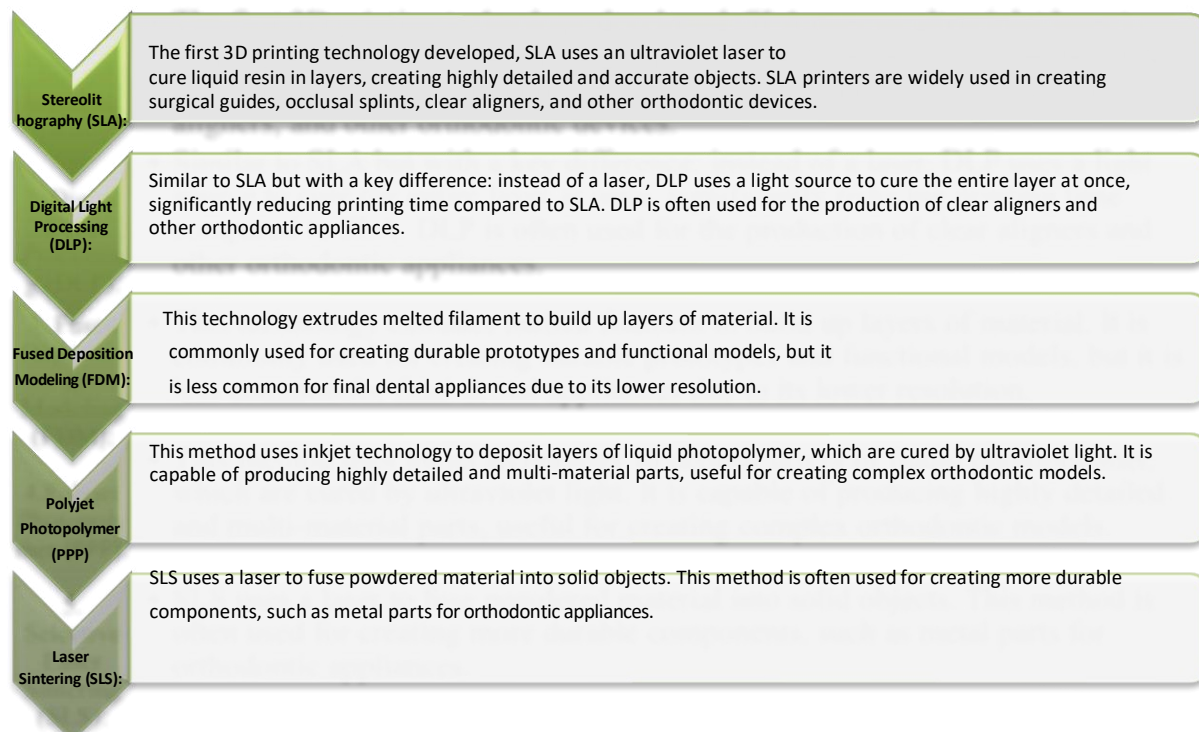 Stereolit
hography (SLA):
The first 3D printing technology developed, SLA uses an ultraviolet laser to
cure liquid resin in layers, creating highly detailed and accurate objects. SLA printers are widely used in creating
surgical guides, occlusal splints, clear aligners, and other orthodontic devices.
Digital Light
Processing
(DLP):
Similar to SLA but with a key difference: instead of a laser, DLP uses a light source to cure the entire layer at once,
significantly reducing printing time compared to SLA. DLP is often used for the production of clear aligners and
other orthodontic appliances.
Fused Deposition
Modeling (FDM):
This technology extrudes melted filament to build up layers of material. It is
commonly used for creating durable prototypes and functional models, but it
is less common for final dental appliances due to its lower resolution.
Polyjet
Photopolymer
(PPP)
This method uses inkjet technology to deposit layers of liquid photopolymer, which are cured by ultraviolet light. It is
capable of producing highly detailed and multi-material parts, useful for creating complex orthodontic models.
Laser
Sintering (SLS):
SLS uses a laser to fuse powdered material into solid objects. This method is often used for creating more durable
components, such as metal parts for orthodontic appliances.